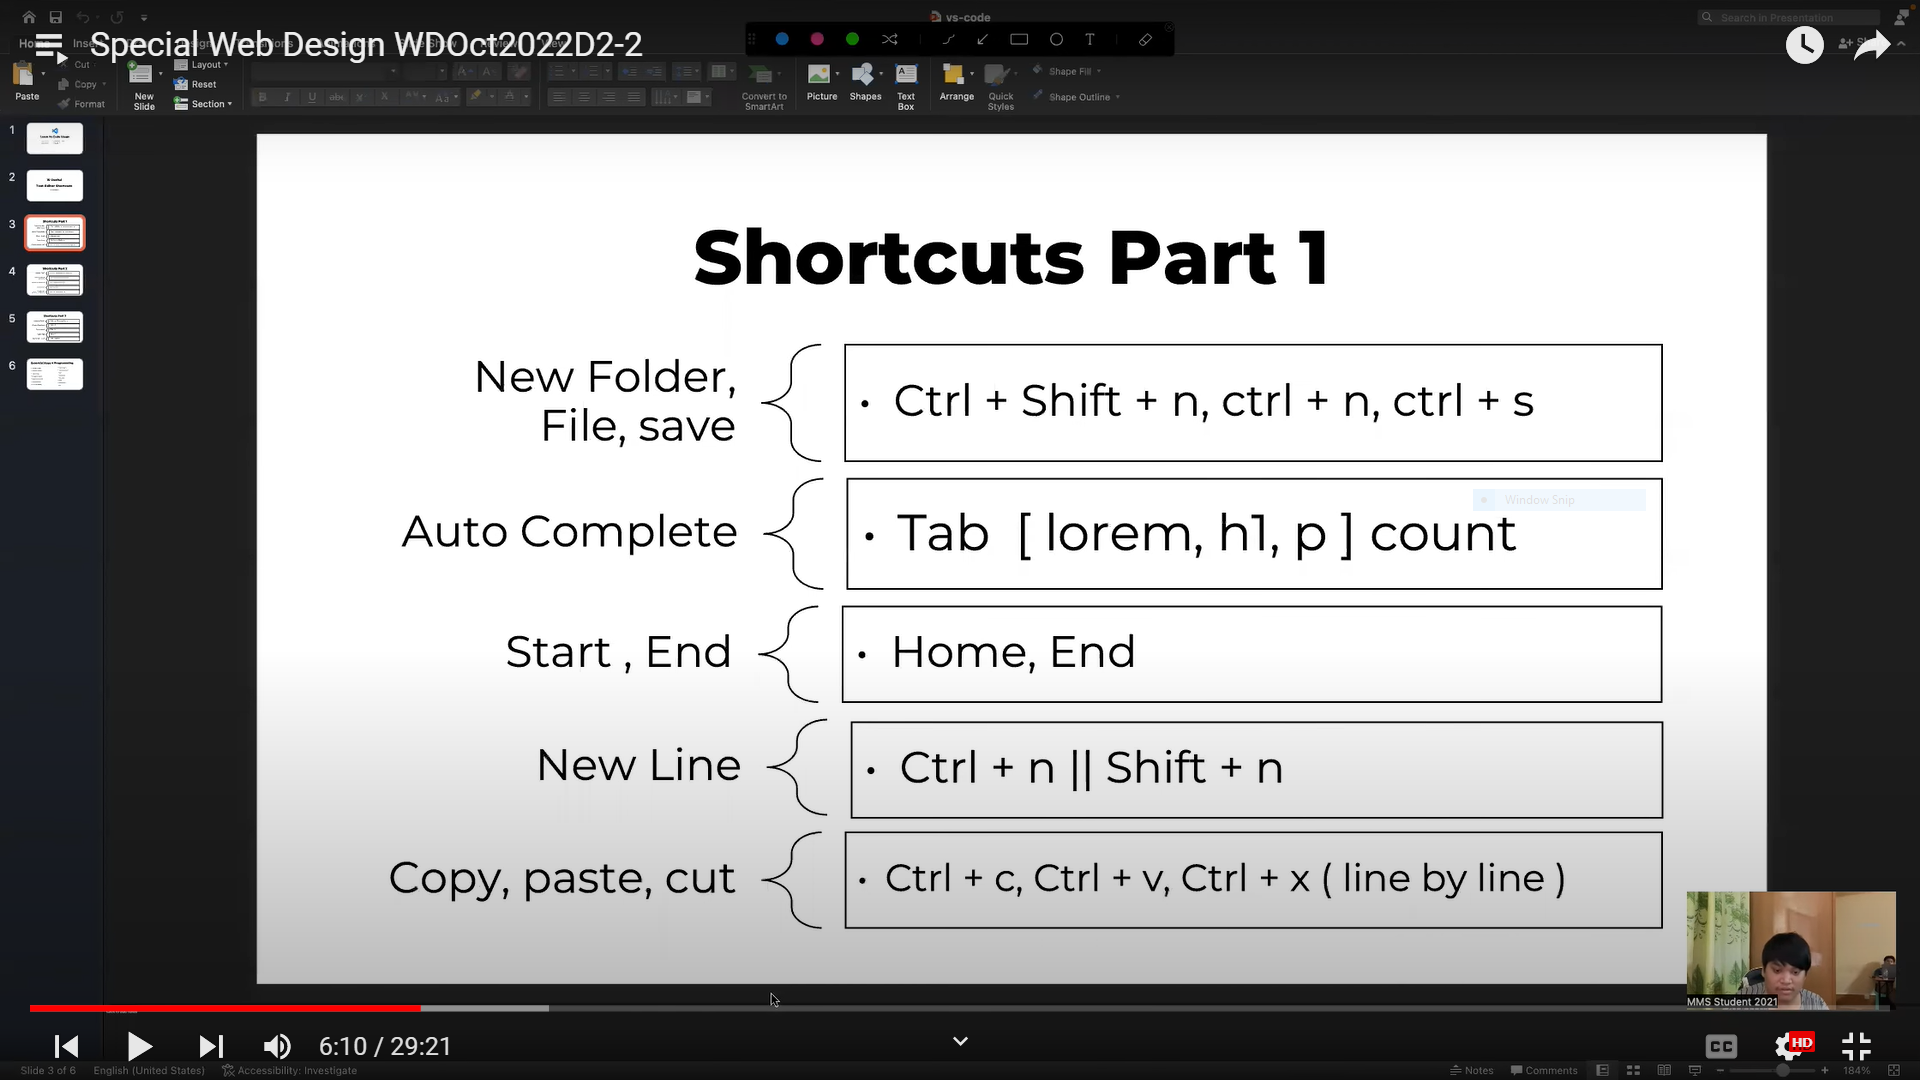 vs-code
Search in Presentation
Special Web Design WDOct2022D2-2
Cut
Copy
Format
Paste
New
Slide
Layout
Reset
Section
Convert to
SmartArt
Picture
Shapes
Text
Box
Arrange
Quick
Styles
Shape Fill
Shape Outline
1
2
3
4
5
6
Shortcuts Part 1
New Folder,
File, save
• Ctrl + Shift + n, ctrl + n, ctrl + s
Window Snip
Auto Complete
• Tab [ lorem, h1, p ] count
Start , End
• Home, End
New Line
• Ctrl + n || Shift + n
Copy, paste, cut
• Ctrl + c, Ctrl + v, Ctrl + x ( line by line )
MMS Student 2021
6:10 / 29:21
CC
HD
Slide 3 of 6
English (United States)
Accessibility: Investigate
Notes
Comments
184%